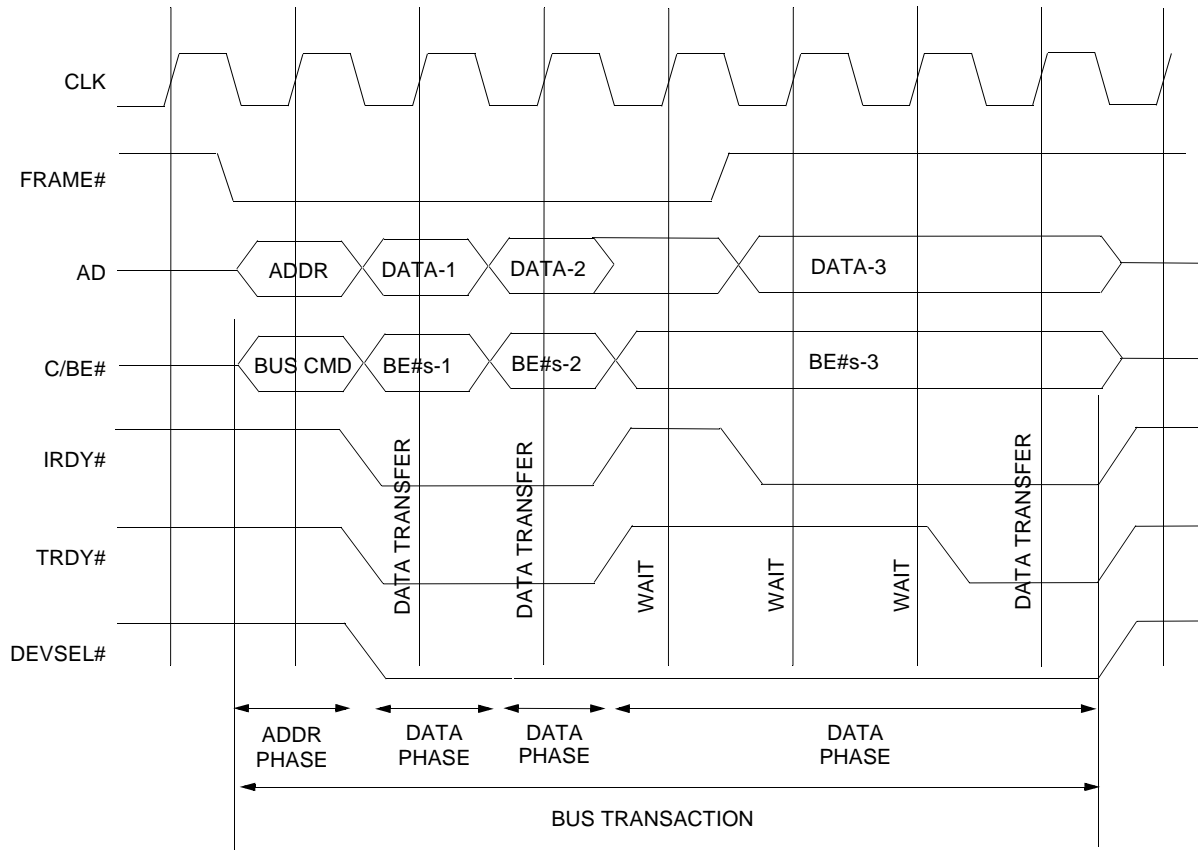 CLK
FRAME#
AD
ADDR
DATA-1
DATA-2
DATA-3
C/BE#
BUS CMD
BE#s-1
BE#s-2
BE#s-3
IRDY#
TRDY#
DATA TRANSFER
DATA TRANSFER
WAIT
WAIT
WAIT
DATA TRANSFER
DEVSEL#
ADDR
PHASE
DATA
PHASE
DATA
PHASE
DATA
PHASE
BUS TRANSACTION